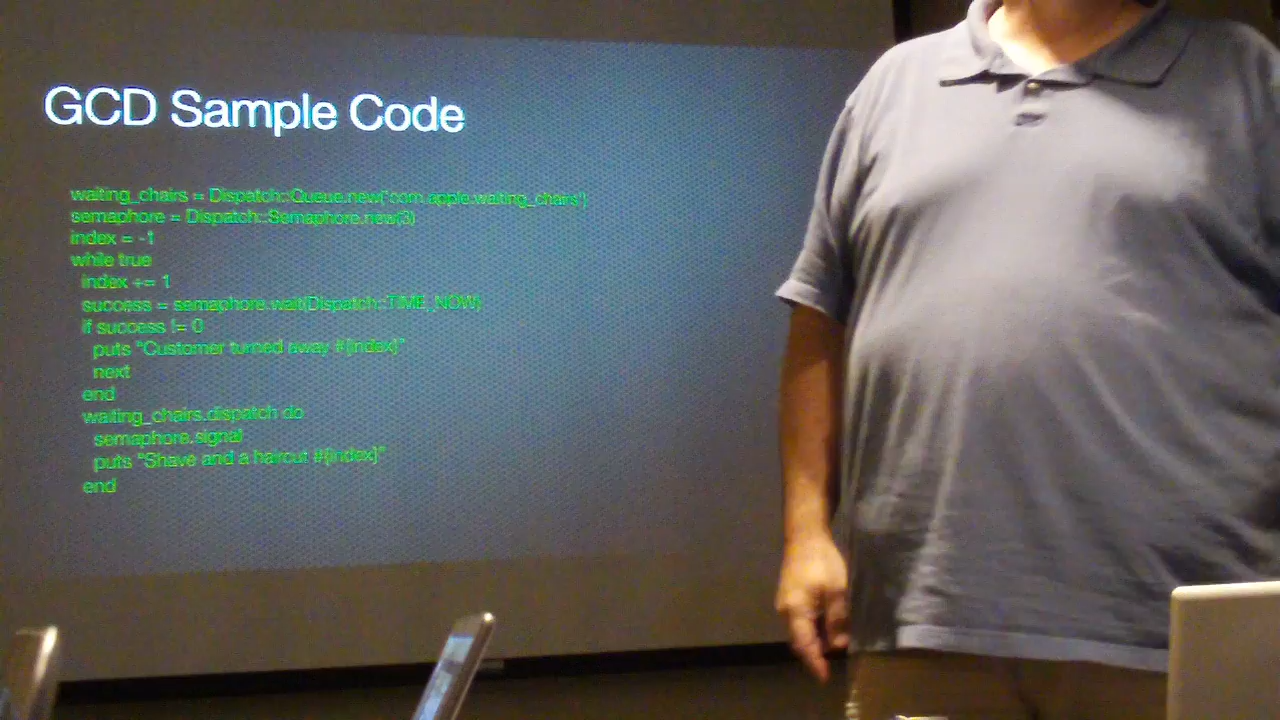 GCD Sample Code
waiting_chairs = Dispatch::Queue.new('com.apple.waiting_chairs')
semaphore = Dispatch::Semaphore.new(3)
index = -1
while true
index += 1
success = semaphore.wait(Dispatch::TIME_NOW)
if success != 0
puts "Customer turned away #{index}"
next
end
waiting_chairs.dispatch do
semaphore.signal
puts "Shave and a haircut #{index}"
end